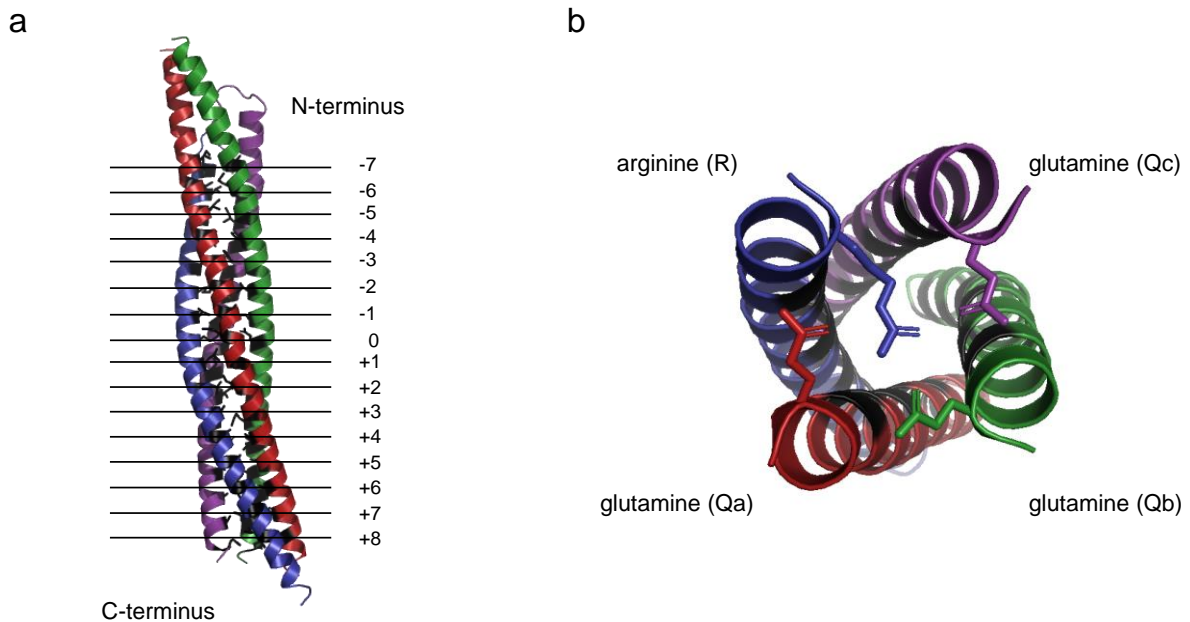 a
N-terminus
-7
-6
-5
-4
-3
-2
-1
0
+1
+2
+3
+4
+5
+6
+7
+8
C-terminus
b
arginine (R)
glutamine (Qc)
glutamine (Qa)
glutamine (Qb)